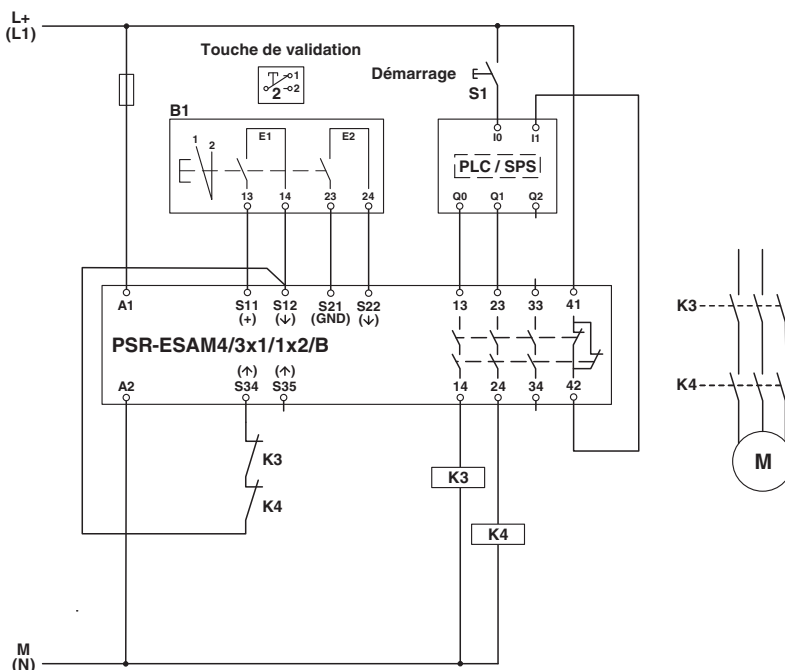 L+
(L1)
Touche de validation
1
2
2
Démarrage
S1
B1
1
2
E1
E2
13
14
23
24
I0
I1
PLC / SPS
Q0
Q1
Q2
A1
S11
(+)
S12
(↓)
S21
(GND)
S22
(↓)
13
23
33
41
PSR-ESAM4/3x1/1x2/B
A2
(↑)
S34
(↑)
S35
14
24
34
42
K3
K4
K3
K4
K3
K4
M
M
(N)